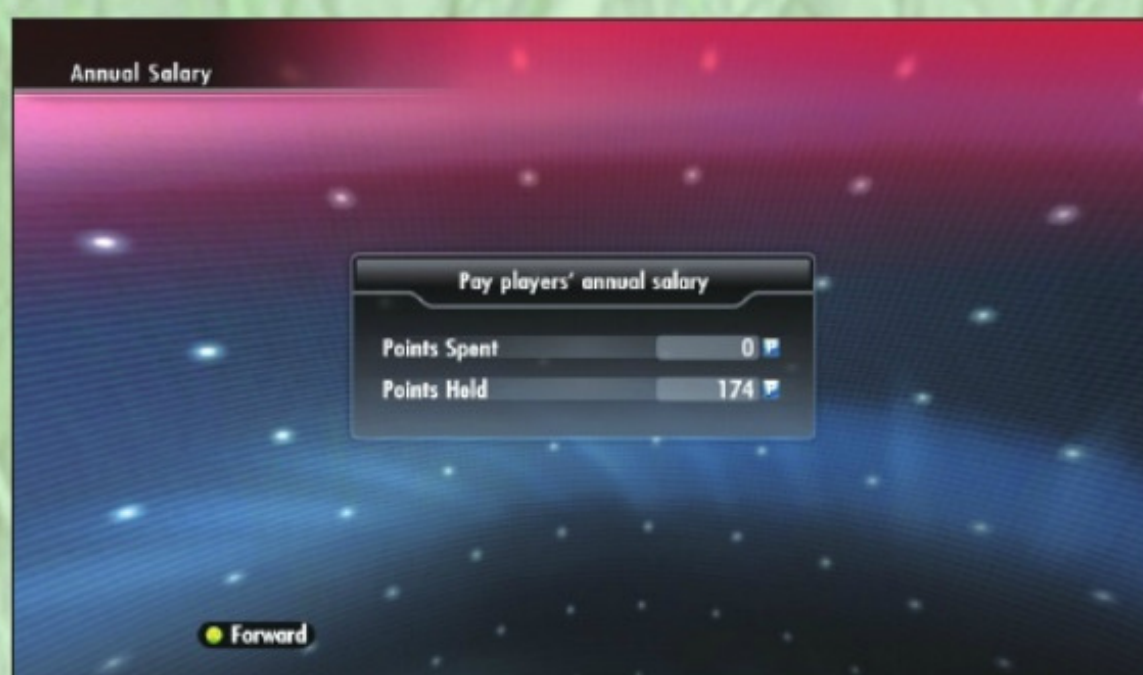 Annual Salary
Pay players' annual salary
Points Spent 0 P
Points Held 174 P
Forward